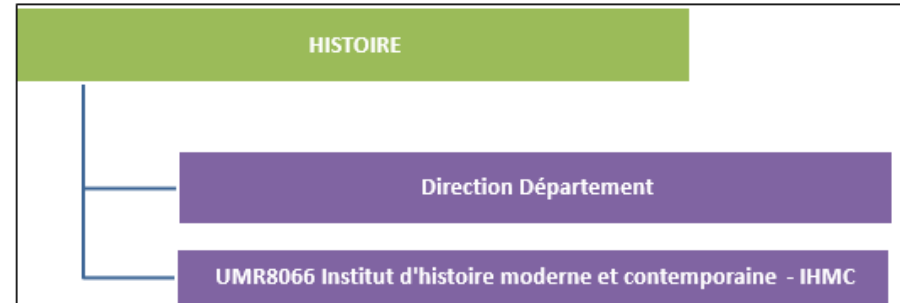 HISTOIRE
Direction Département
UMR8066 Institut d'histoire moderne et contemporaine - IHMC